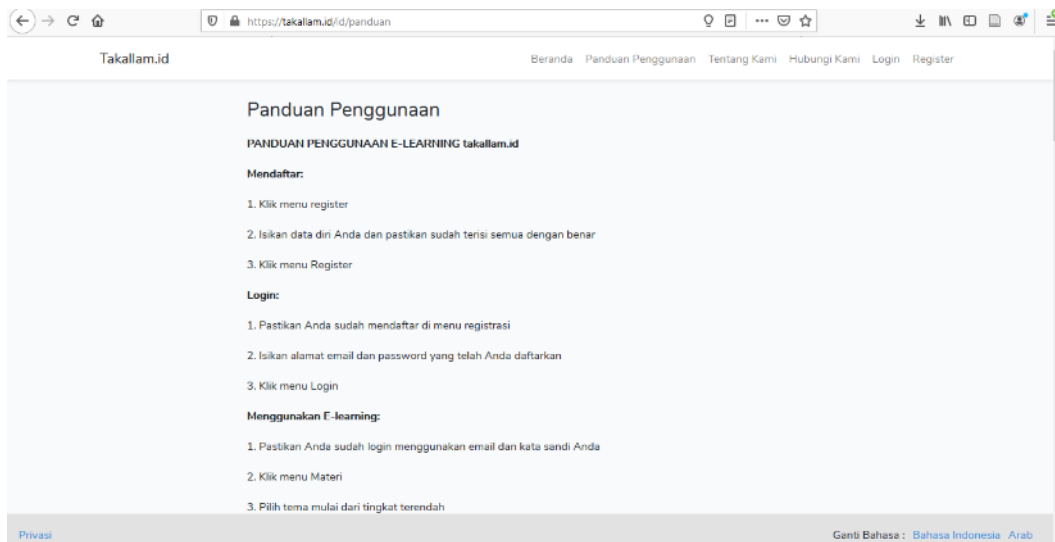 https://takallam.id/id/panduan
Takallam.id
Beranda Panduan Penggunaan Tentang Kami Hubungi Kami Login Register
Panduan Penggunaan
PANDUAN PENGGUNAAN E-LEARNING takallam.id
Mendaftar:
1. Klik menu register
2. Isikan data diri Anda dan pastikan sudah terisi semua dengan benar
3. Klik menu Register
Login:
1. Pastikan Anda sudah mendaftar di menu registrasi
2. Isikan alamat email dan password yang telah Anda daftarkan
3. Klik menu Login
Menggunakan E-learning:
1. Pastikan Anda sudah login menggunakan email dan kata sandi Anda
2. Klik menu Materi
3. Pilih tema mulai dari tingkat terendah
Privasi
Ganti Bahasa : Bahasa Indonesia Arab